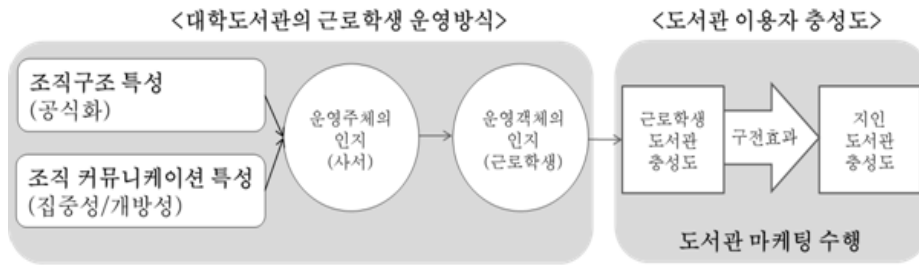 <대학도서관의 근로학생 운영방식>
조직구조 특성
(공식화)
조직 커뮤니케이션 특성
(집중성/개방성)
운영주체의
인지
(사서)
운영객체의
인지
(근로학생)
<도서관 이용자 충성도>
근로학생
도서관
충성도
구전효과
지인
도서관
충성도
도서관 마케팅 수행